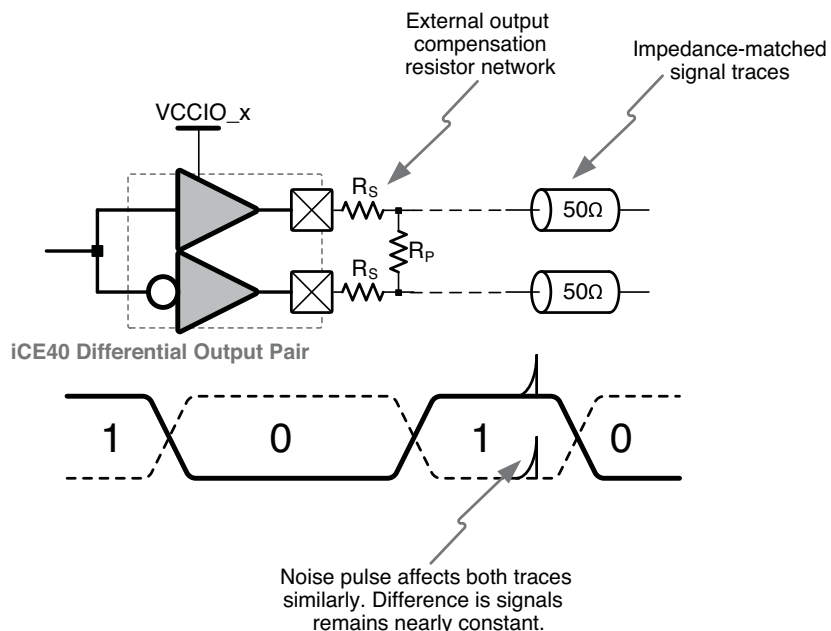 External output
compensation
resistor network
Impedance-matched
signal traces
VCCIO_x
RS
50Ω
RP
RS
50Ω
iCE40 Differential Output Pair
1 0 1 0
Noise pulse affects both traces
similarly. Difference is signals
remains nearly constant.